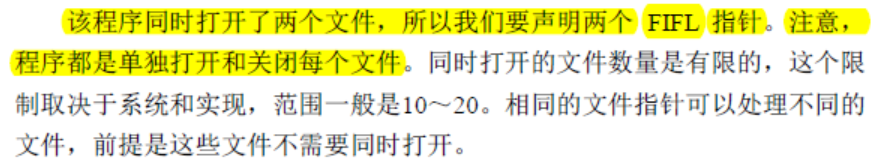 该程序同时打开了两个文件，所以我们要声明两个 FIFL 指针。注意，
程序都是单独打开和关闭每个文件。同时打开的文件数量是有限的，这个限
制取决于系统和实现，范围一般是10～20。相同的文件指针可以处理不同的
文件，前提是这些文件不需要同时打开。